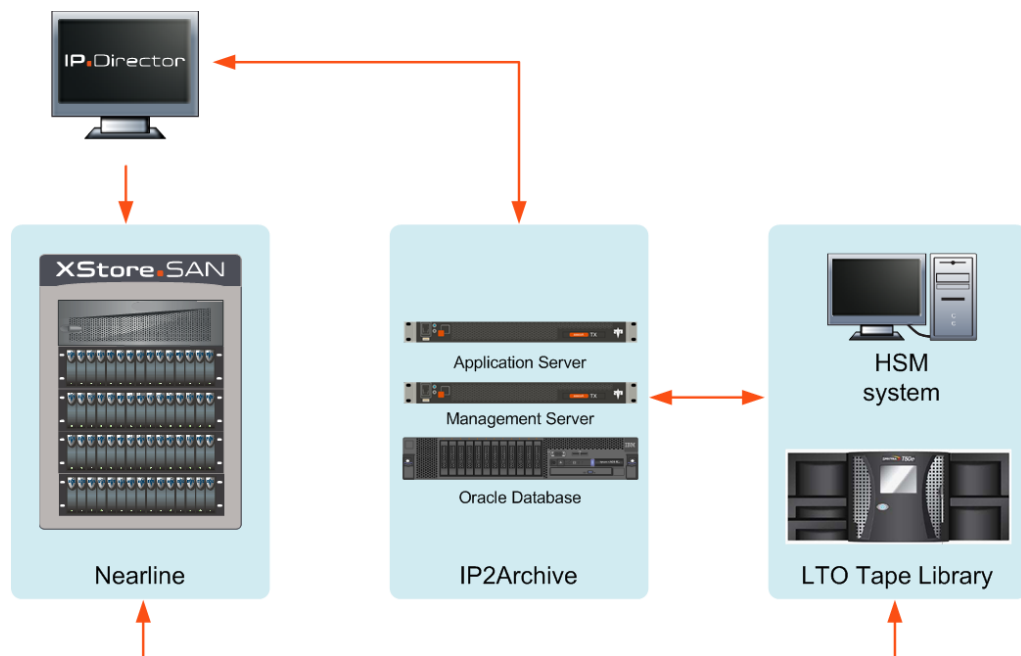 IP.Director
XStore.SAN
Nearline
Application Server
Management Server
Oracle Database
IP2Archive
HSM
system
LTO Tape Library